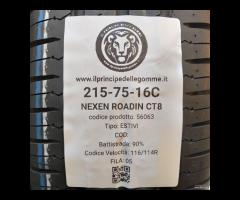 www.ilprincipedellegomme.it
215-75-16C
NEXEN ROADIN CT8
codice prodotto: 56063
Tipo: ESTIVI
COD:
Battistrada: 90%
Codice Velocità: 116/114R
FILA: 05